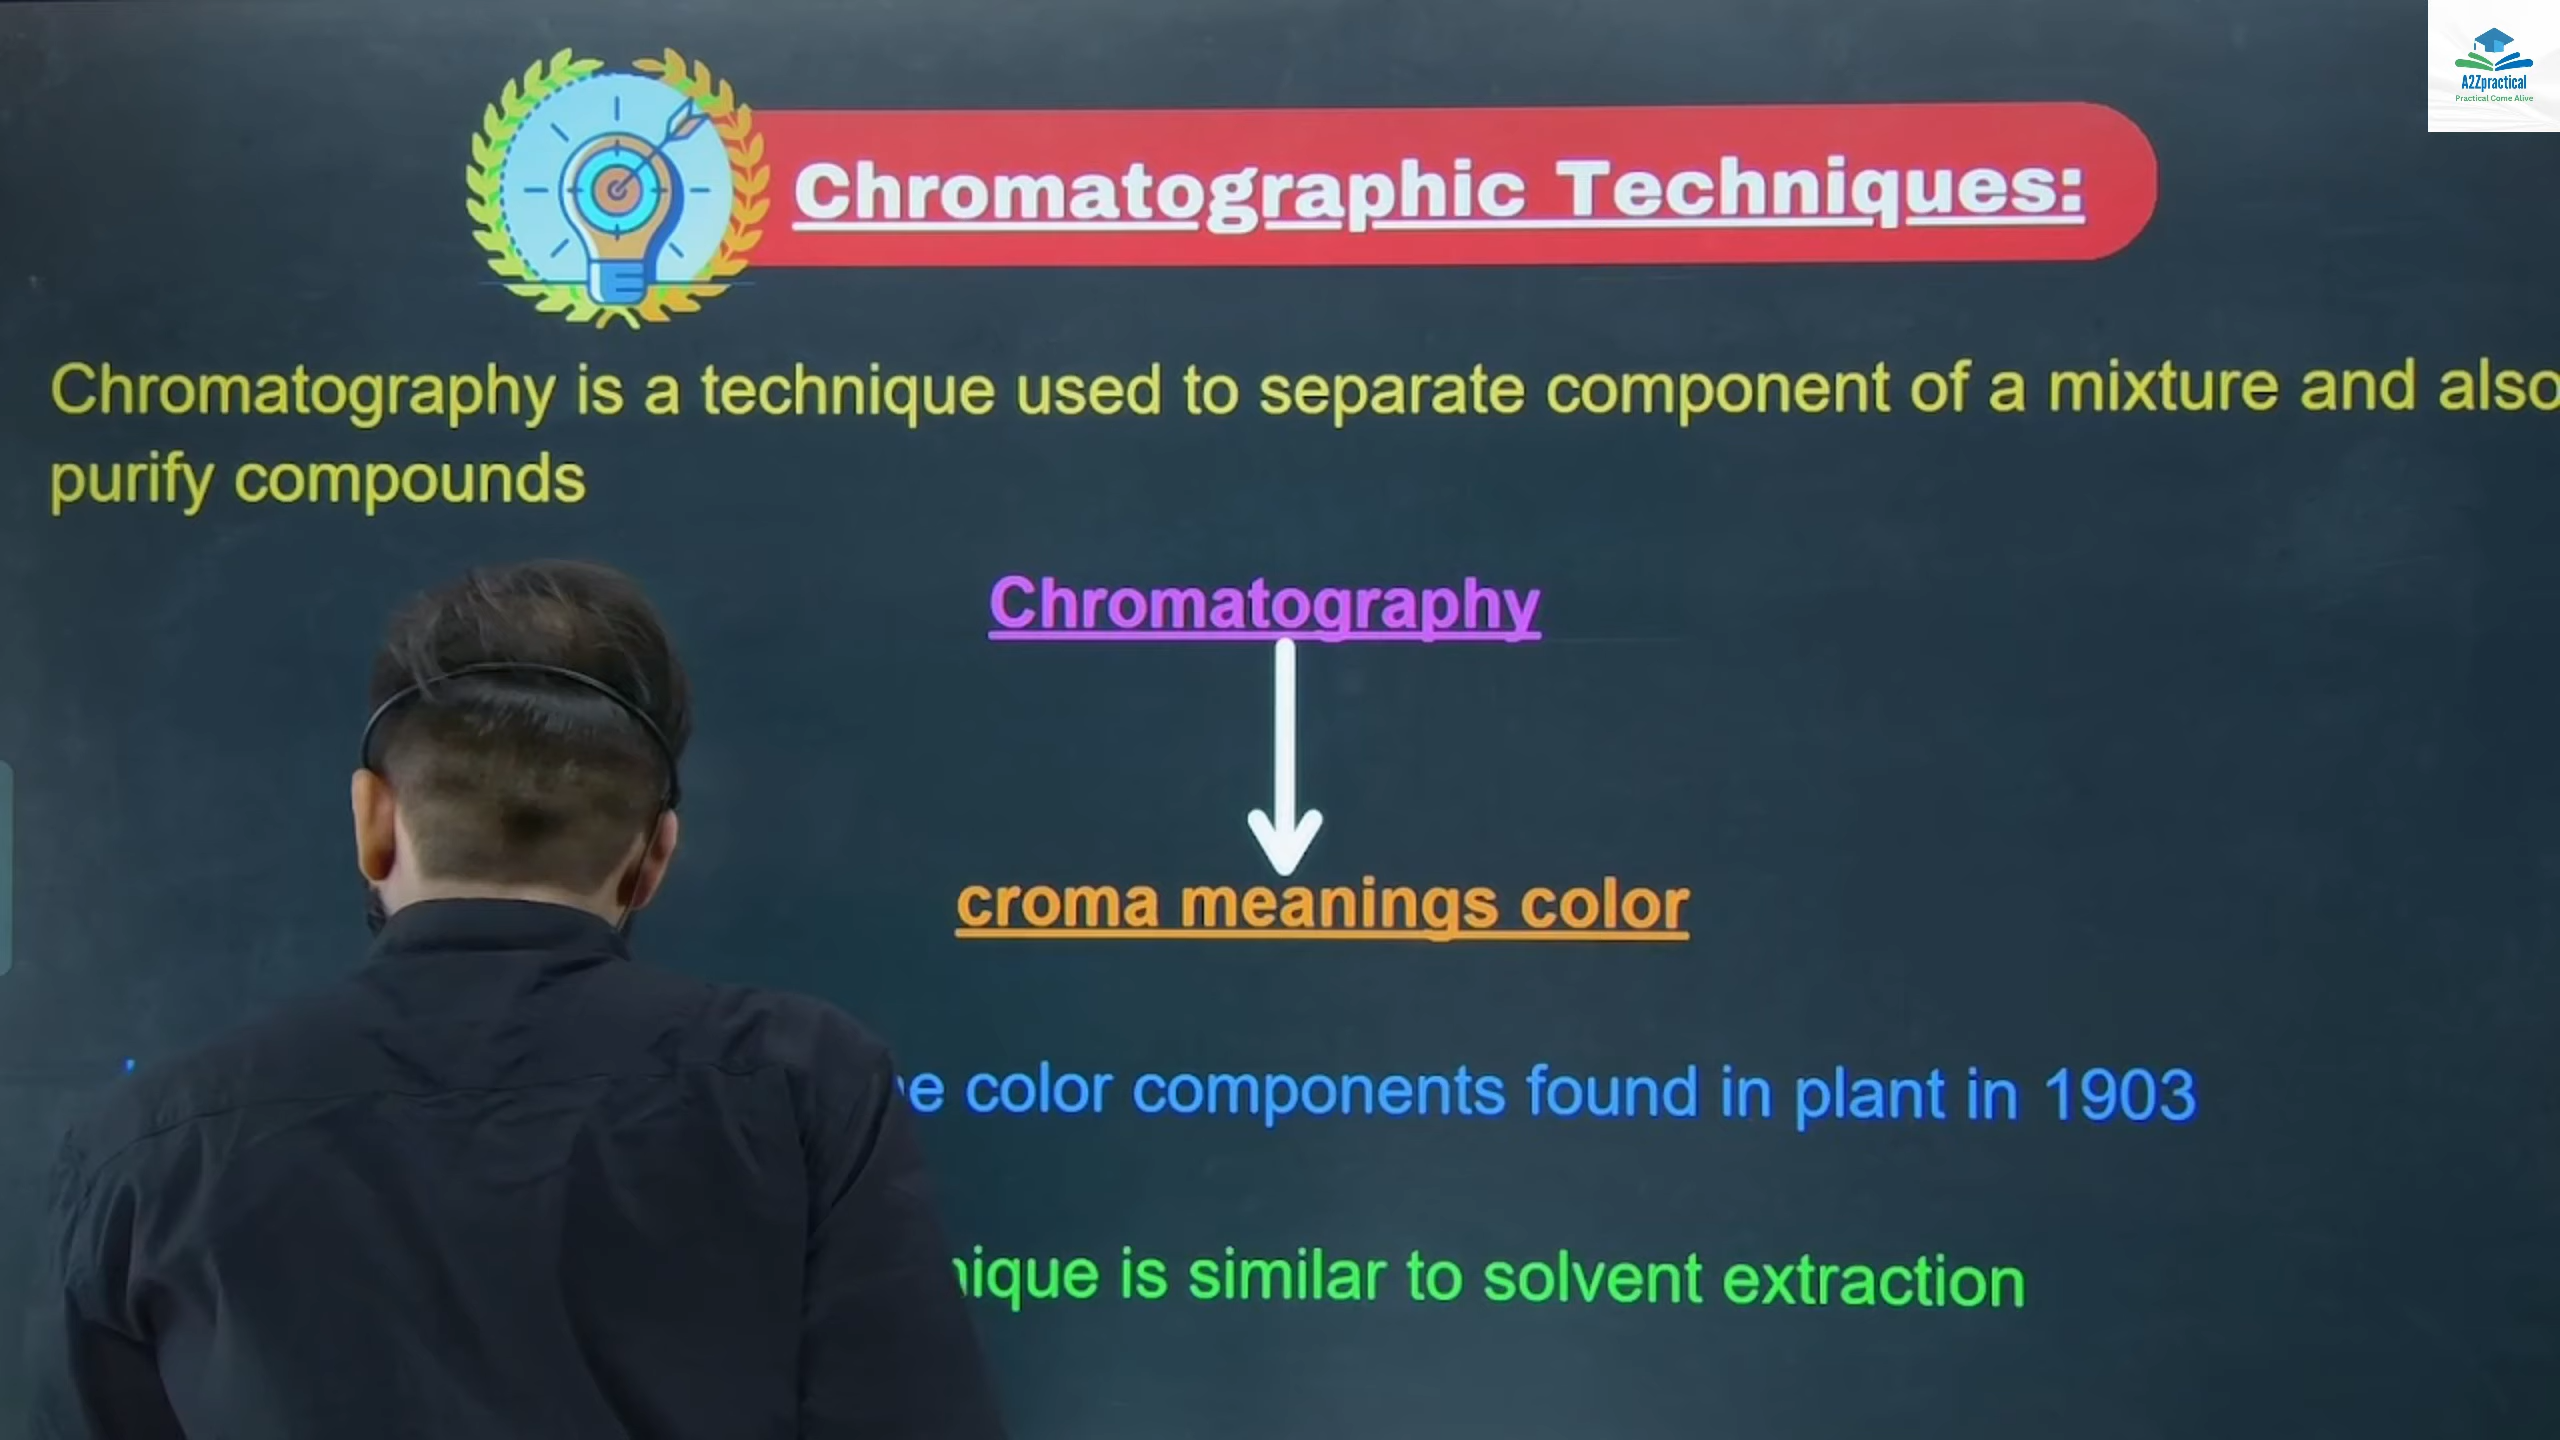 A2Zpractical
Practical Come Alive
Chromatographic Techniques:
Chromatography is a technique used to separate component of a mixture and also
purify compounds
Chromatography
croma meanings color
color components found in plant in 1903
is similar to solvent extraction